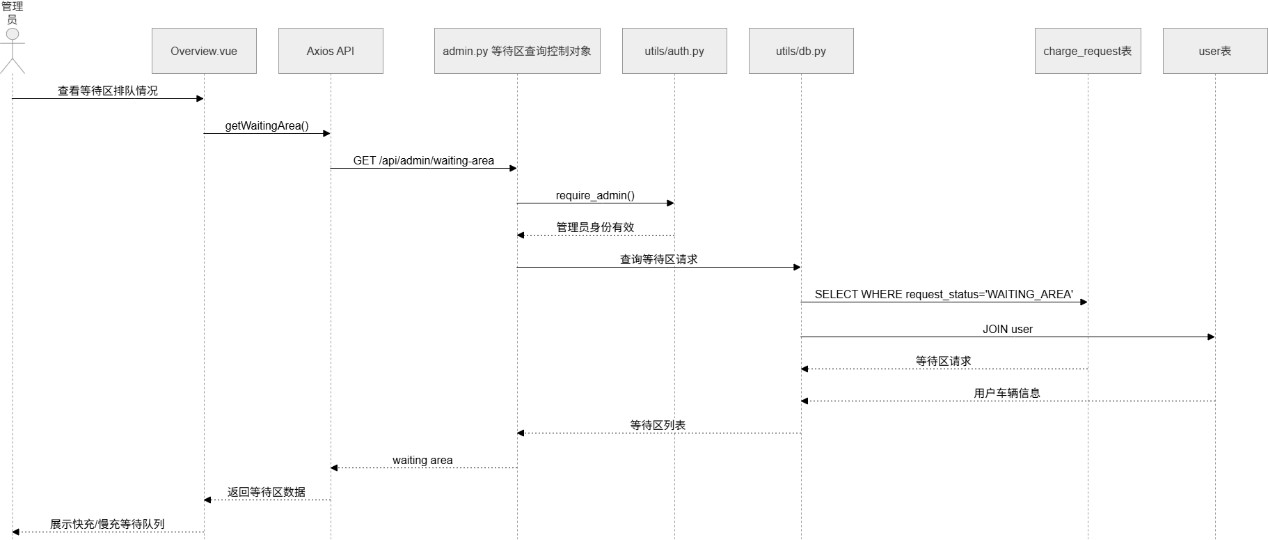 管理
员
Overview.vue
Axios API
admin.py 等待区查询控制对象
utils/auth.py
utils/db.py
charge_request表
user表
查看等待区排队情况
getWaitingArea()
GET /api/admin/waiting-area
require_admin()
管理员身份有效
查询等待区请求
SELECT WHERE request_status='WAITING_AREA'
JOIN user
等待区请求
用户车辆信息
等待区列表
waiting area
返回等待区数据
展示快充/慢充等待队列